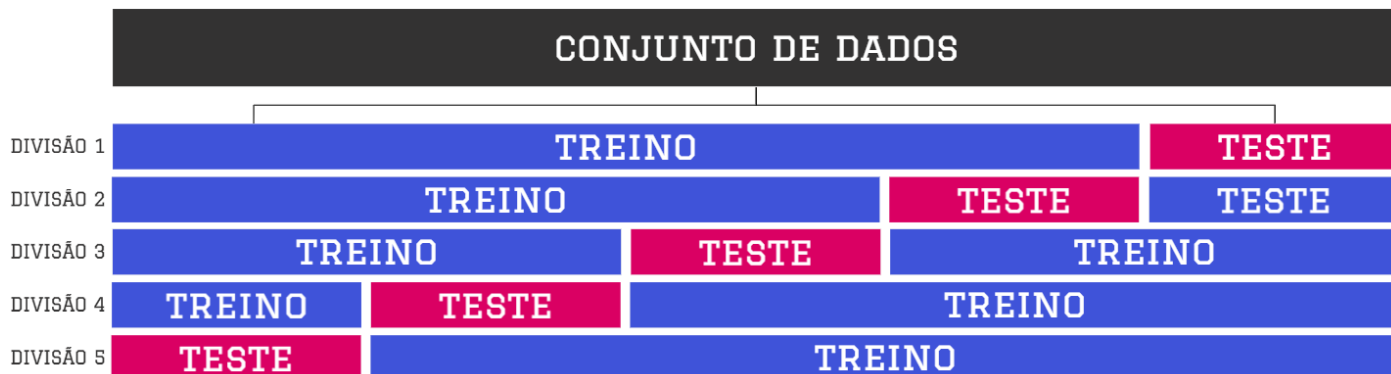 CONJUNTO DE DADOS
DIVISÃO 1 TREINO TESTE
DIVISÃO 2 TREINO TESTE TESTE
DIVISÃO 3 TREINO TESTE TREINO
DIVISÃO 4 TREINO TESTE TREINO
DIVISÃO 5 TESTE TREINO